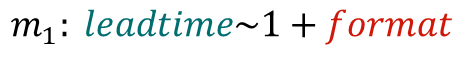 m₁: leadtime~1 + format